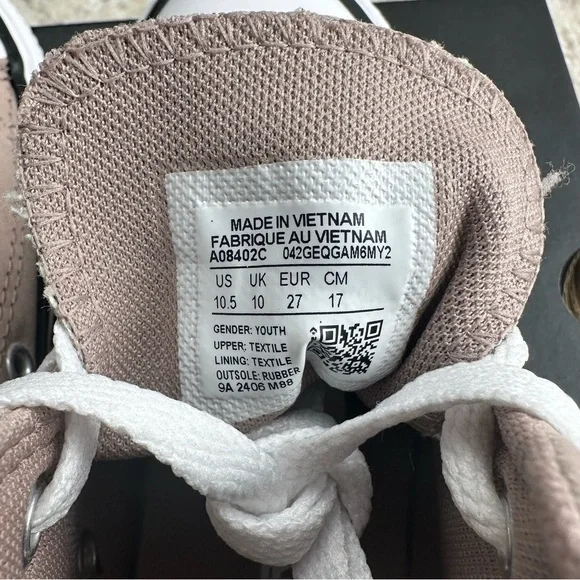 MADE IN VIETNAM
FABRIQUE AU VIETNAM
A08402C 042GEQGAM6MY2
US UK EUR CM
10.5 10 27 17
GENDER: YOUTH
UPPER: TEXTILE
LINING: TEXTILE
OUTSOLE: RUBBER
9A 2406 M88